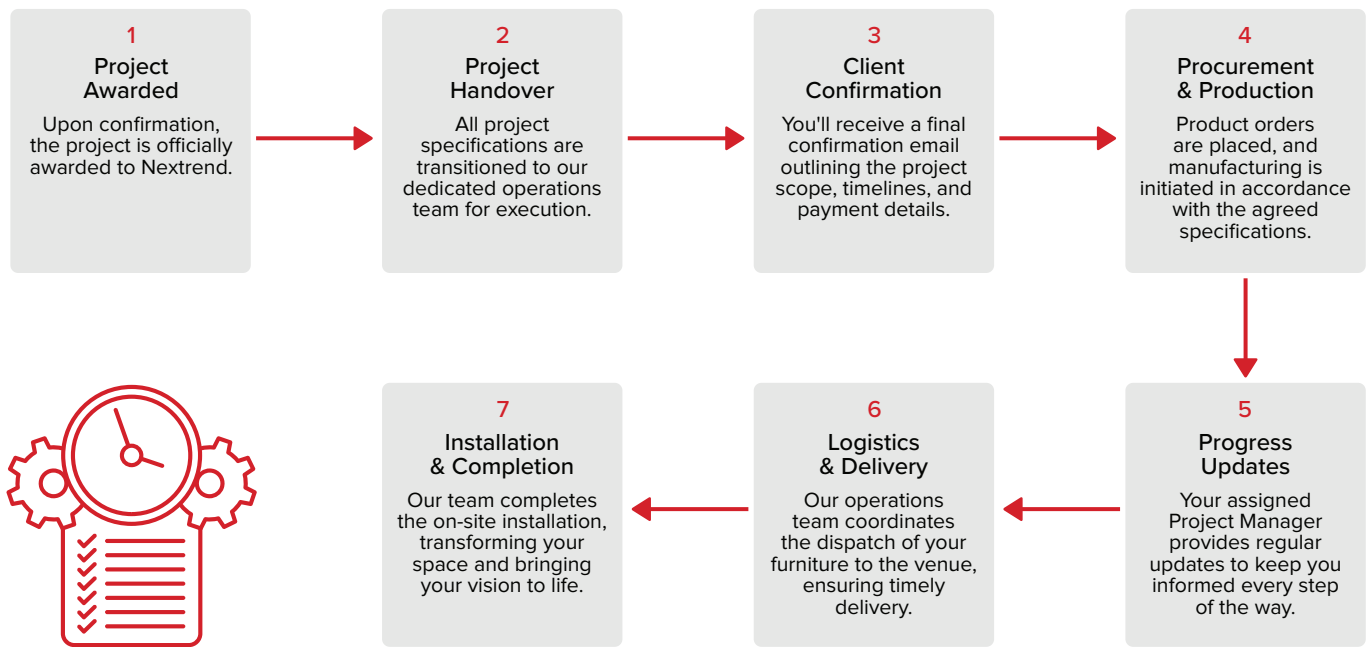 1
Project
Awarded
Upon confirmation,
the project is officially
awarded to Nextrend.
2
Project
Handover
All project
specifications are
transitioned to our
dedicated operations
team for execution.
3
Client
Confirmation
You'll receive a final
confirmation email
outlining the project
scope, timelines, and
payment details.
4
Procurement
& Production
Product orders
are placed, and
manufacturing is
initiated in accordance
with the agreed
specifications.
5
Progress
Updates
Your assigned
Project Manager
provides regular
updates to keep you
informed every step
of the way.
6
Logistics
& Delivery
Our operations
team coordinates
the dispatch of your
furniture to the venue,
ensuring timely
delivery.
7
Installation
& Completion
Our team completes
the on-site installation,
transforming your
space and bringing
your vision to life.